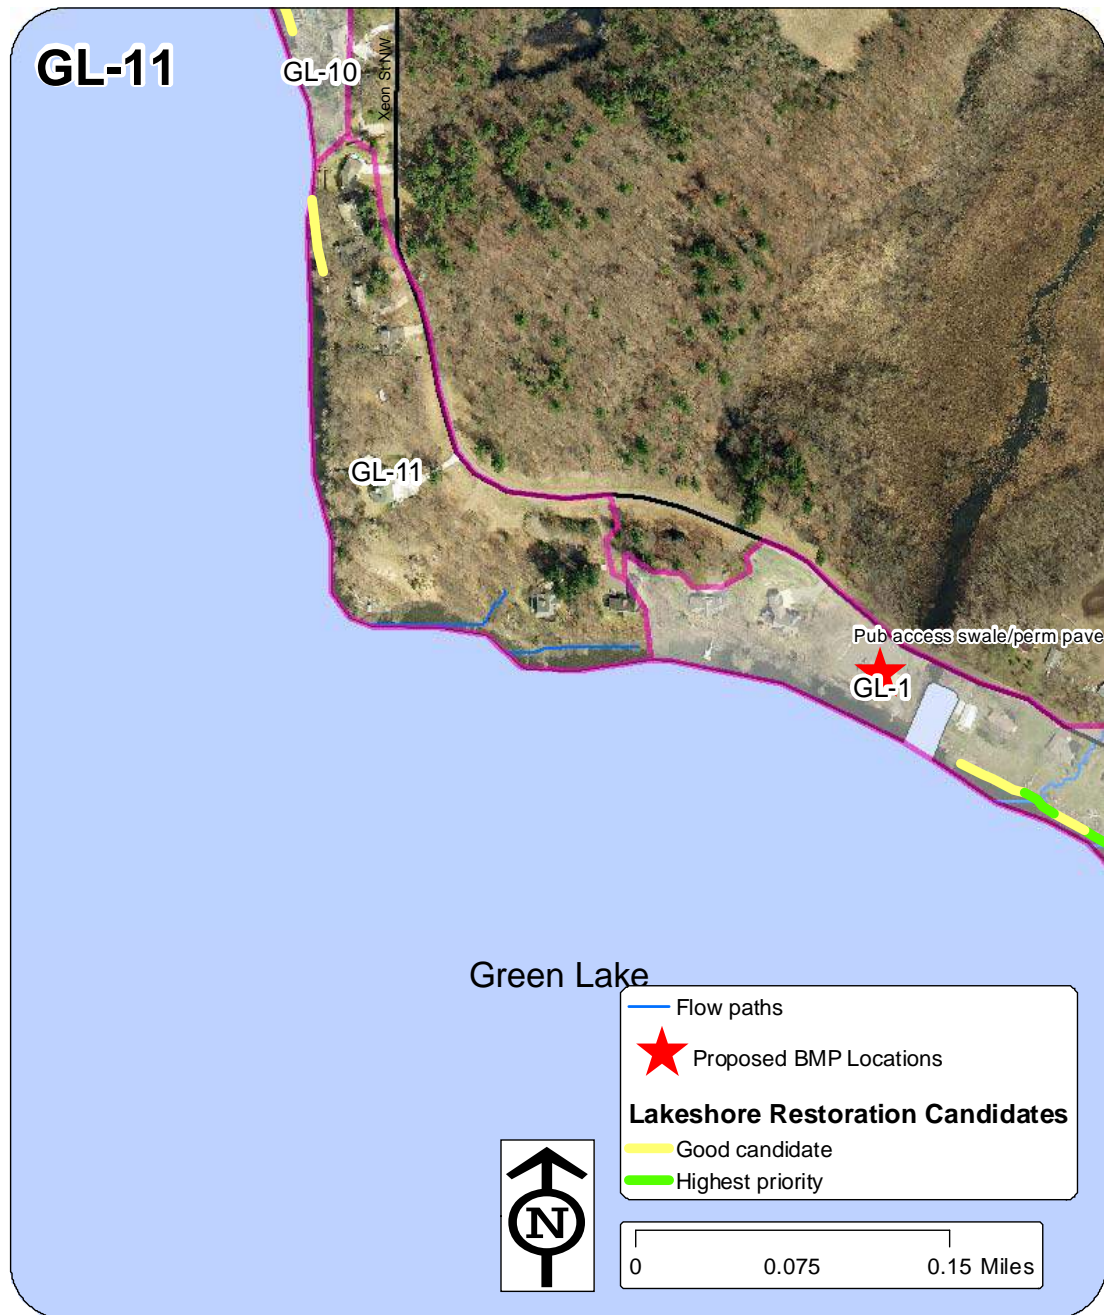 GL-11
GL-10
Xeon St NW
GL-11
Pub access swale/perm pave
GL-1
Green Lake
Flow paths
Proposed BMP Locations
Lakeshore Restoration Candidates
Good candidate
Highest priority
N
0 0.075 0.15 Miles